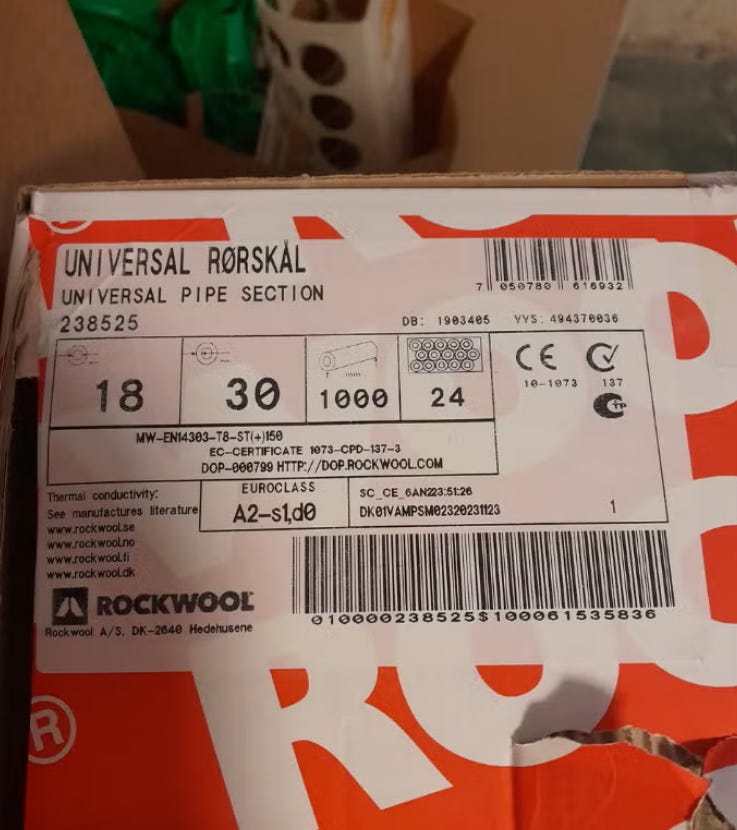 UNIVERSAL RØRSKÅL
UNIVERSAL PIPE SECTION
238525
7 050780 616932
DB: 1903405 VVS: 494370036
18 30 1000 24
CE
10-1073 137
MW-EN14303-T8-ST(+)150
EC-CERTIFICATE 1073-CPD-137-3
DOP-000799 HTTP://DOP.ROCKWOOL.COM
Thermal conductivity:
See manufactures literature
www.rockwool.se
www.rockwool.no
www.rockwool.fi
www.rockwool.dk
EUROCLASS
A2-s1,d0
SC_CE_6AN223:51:26
DK01VAMPSM02320231123 1
ROCKWOOL
Rockwool A/S, DK-2640 Hedehusene
010000238525$100061535836
ROC
®